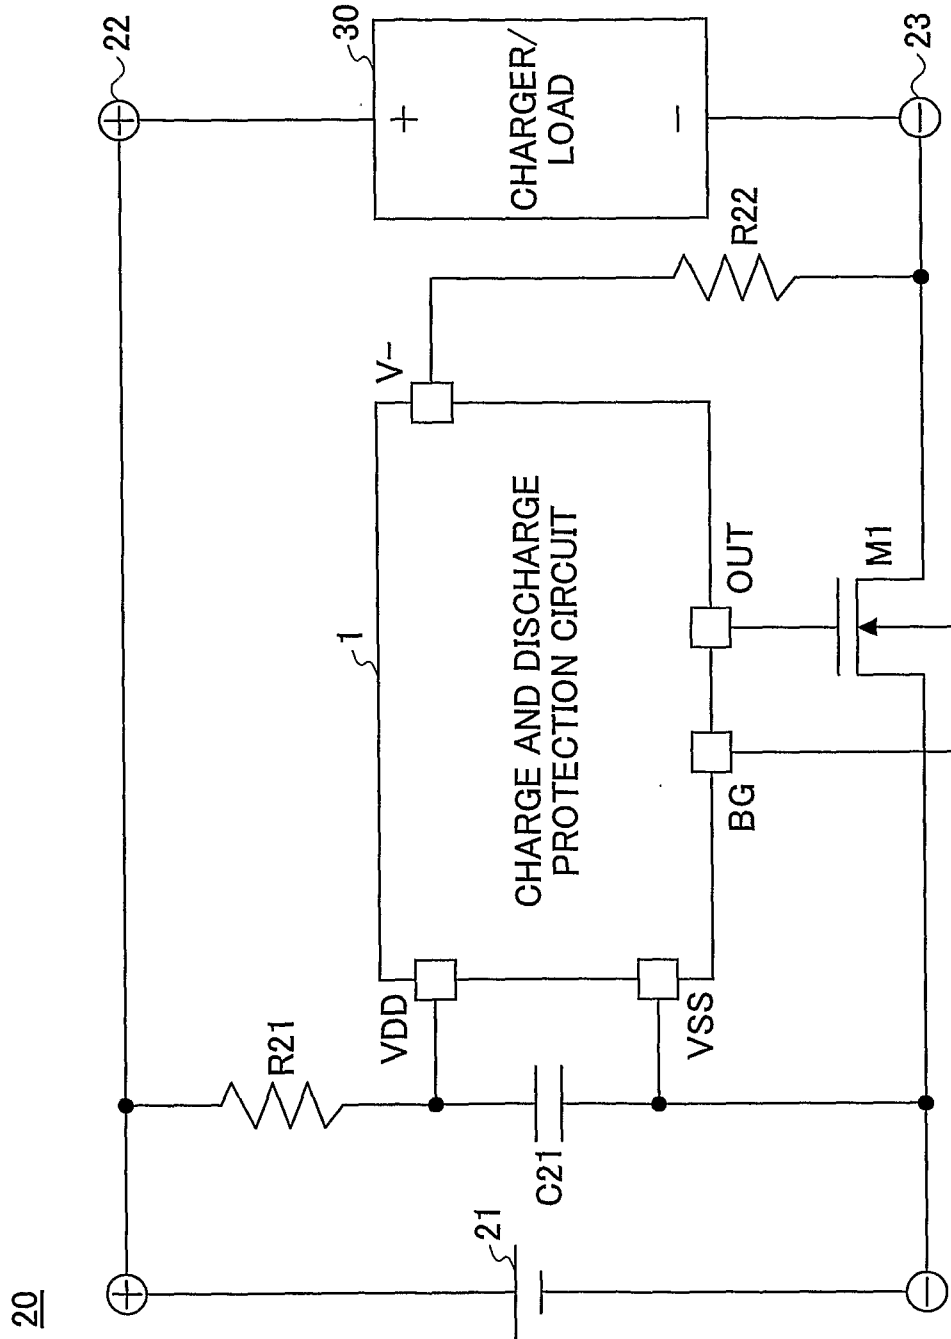 20
22
30
+
CHARGER/
LOAD
−
23
R22
V−
1
CHARGE AND DISCHARGE
PROTECTION CIRCUIT
OUT
M1
BG
VDD
VSS
R21
C21
21